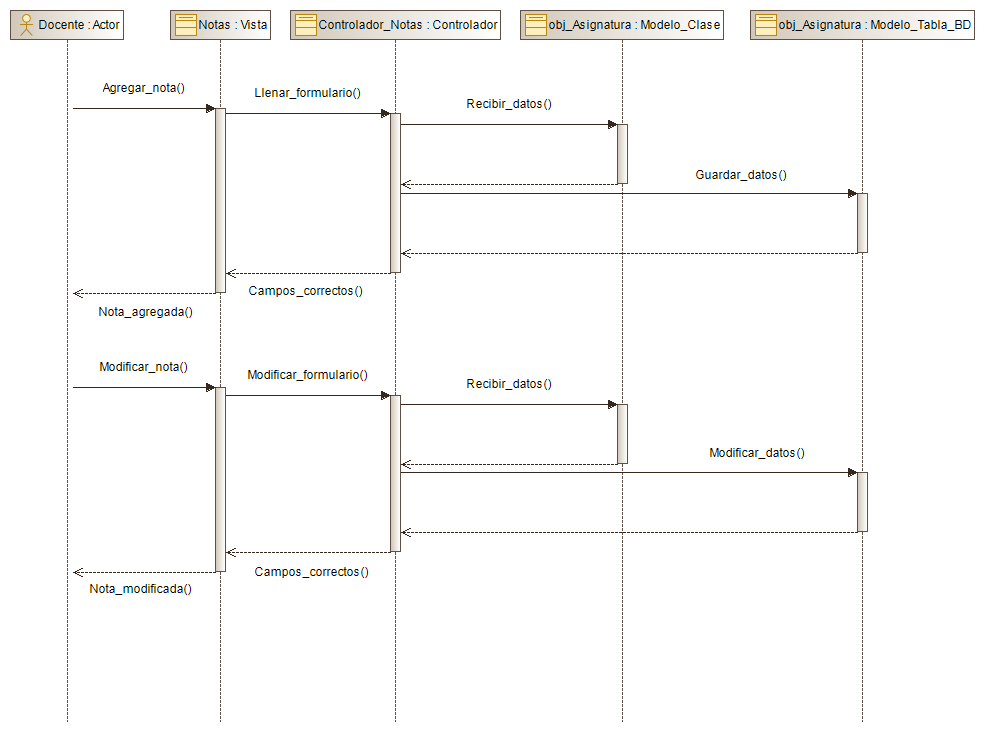 Docente : Actor
Notas : Vista
Controlador_Notas : Controlador
obj_Asignatura : Modelo_Clase
obj_Asignatura : Modelo_Tabla_BD
Agregar_nota()
Llenar_formulario()
Recibir_datos()
Guardar_datos()
Campos_correctos()
Nota_agregada()
Modificar_nota()
Modificar_formulario()
Recibir_datos()
Modificar_datos()
Campos_correctos()
Nota_modificada()